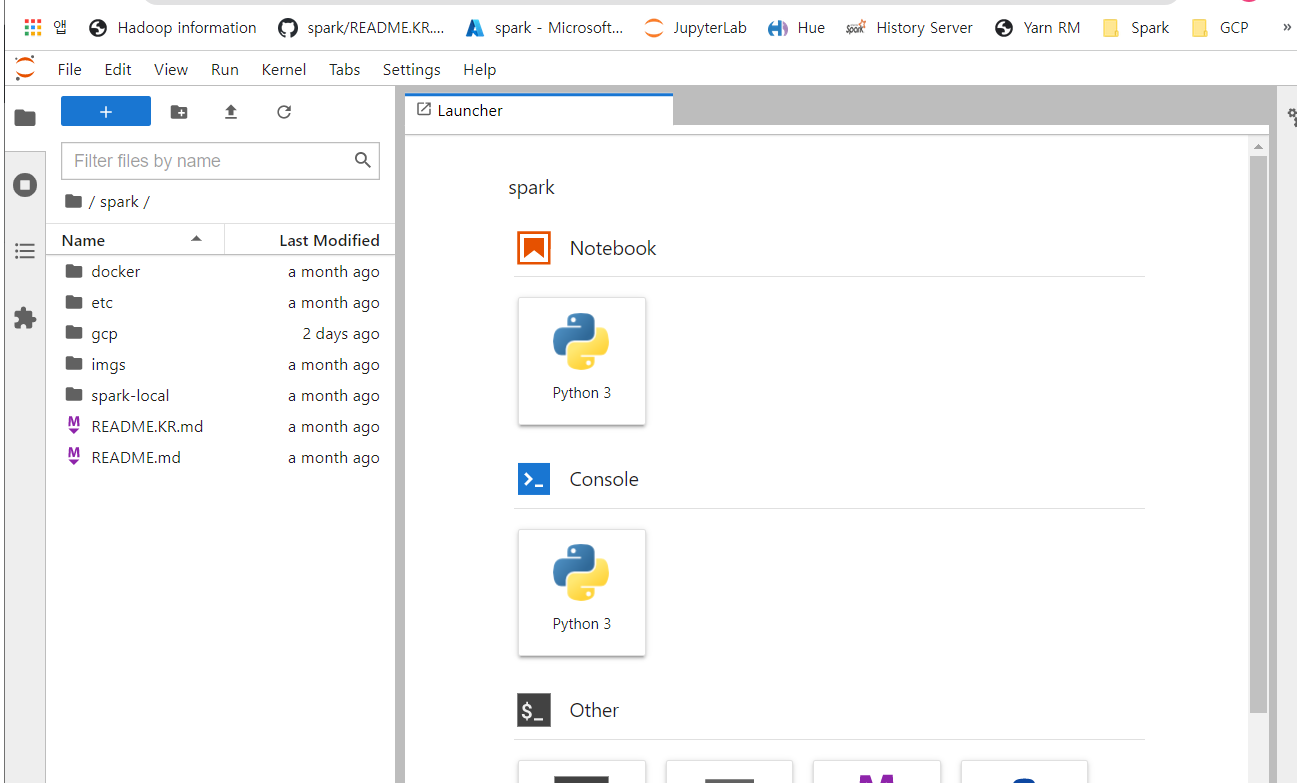 앱 Hadoop information spark/README.KR.... spark - Microsoft... JupyterLab Hue Spark History Server Yarn RM Spark GCP »
File Edit View Run Kernel Tabs Settings Help
+
Launcher
Filter files by name
/ spark /
Name Last Modified
docker a month ago
etc a month ago
gcp 2 days ago
imgs a month ago
spark-local a month ago
M README.KR.md a month ago
M README.md a month ago
spark
Notebook
Python 3
>_ Console
Python 3
$_ Other
M